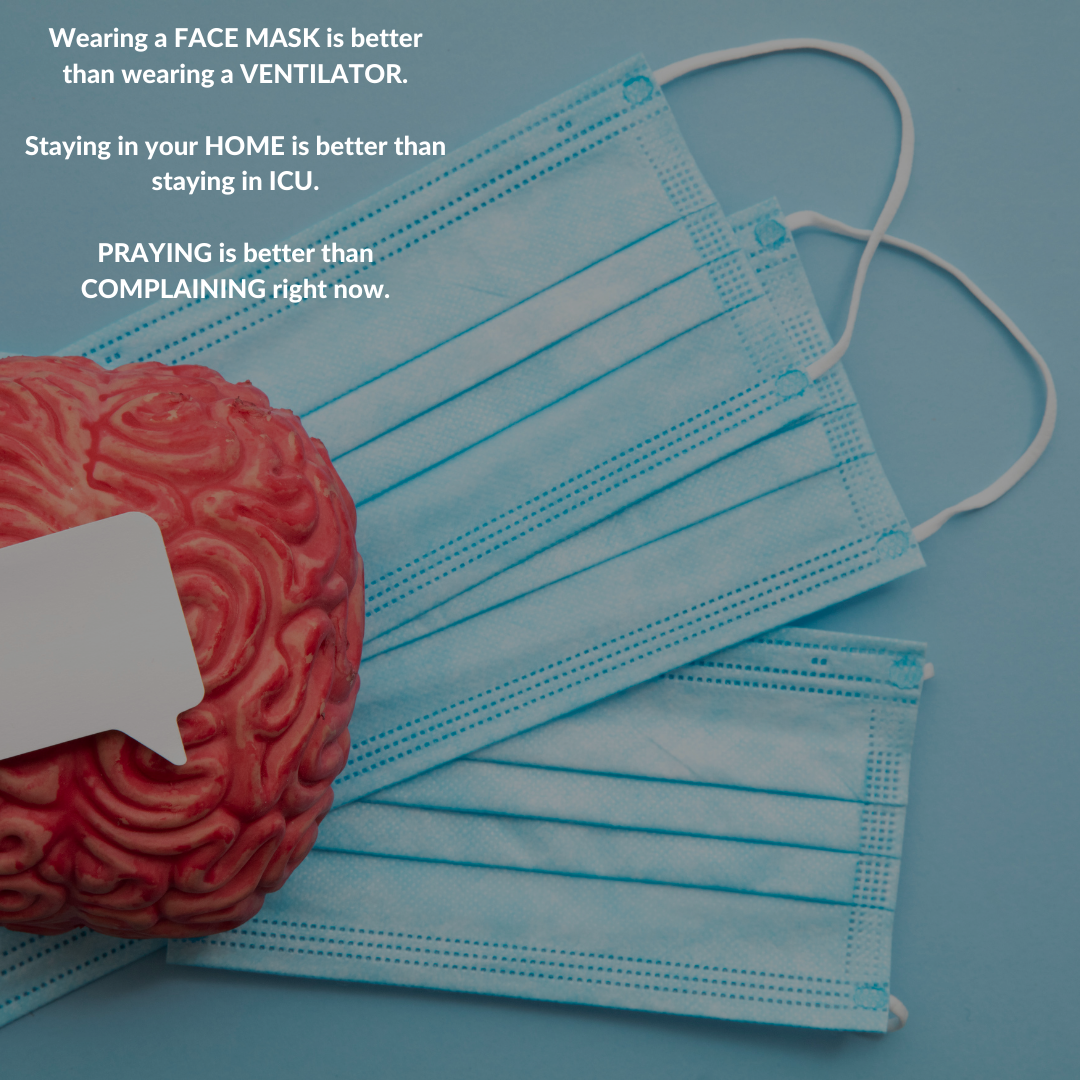 Wearing a FACE MASK is better
than wearing a VENTILATOR.
Staying in your HOME is better than
staying in ICU.
PRAYING is better than
COMPLAINING right now.